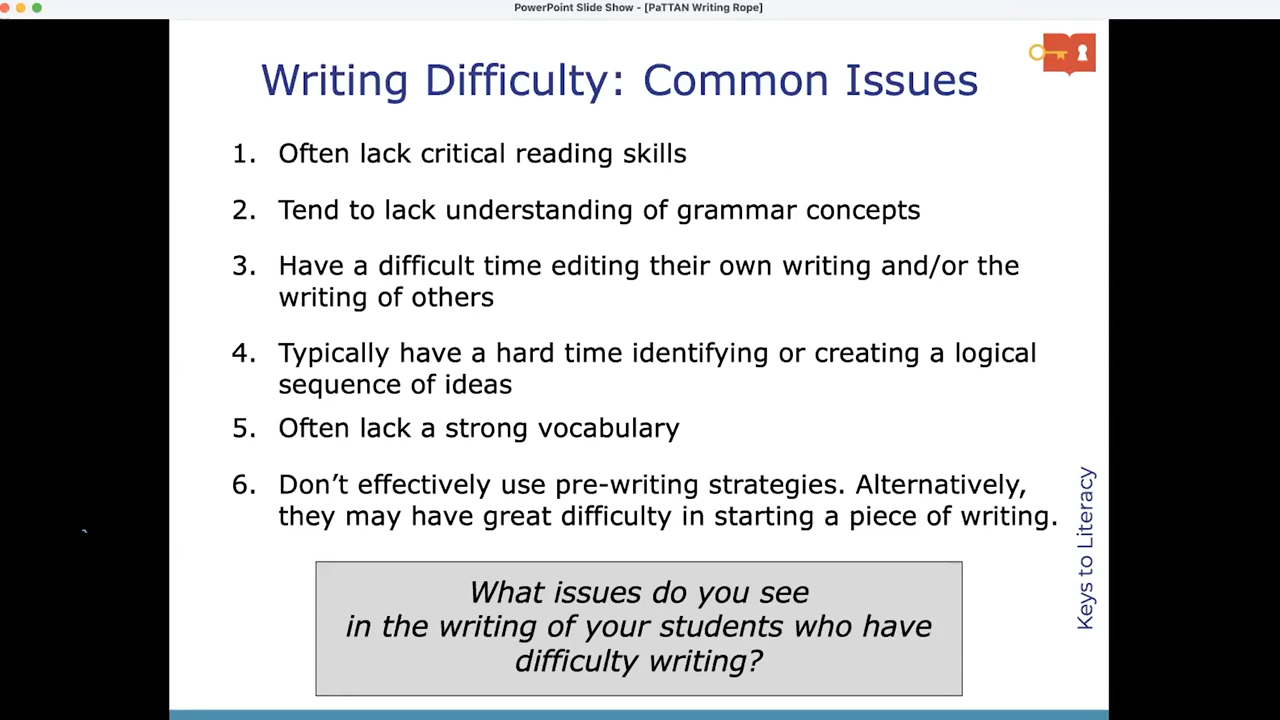 PowerPoint Slide Show - [PaTTAN Writing Rope]
Writing Difficulty: Common Issues
1. Often lack critical reading skills
2. Tend to lack understanding of grammar concepts
3. Have a difficult time editing their own writing and/or the
writing of others
4. Typically have a hard time identifying or creating a logical
sequence of ideas
5. Often lack a strong vocabulary
6. Don’t effectively use pre-writing strategies. Alternatively,
they may have great difficulty in starting a piece of writing.
Keys to Literacy
What issues do you see
in the writing of your students who have
difficulty writing?